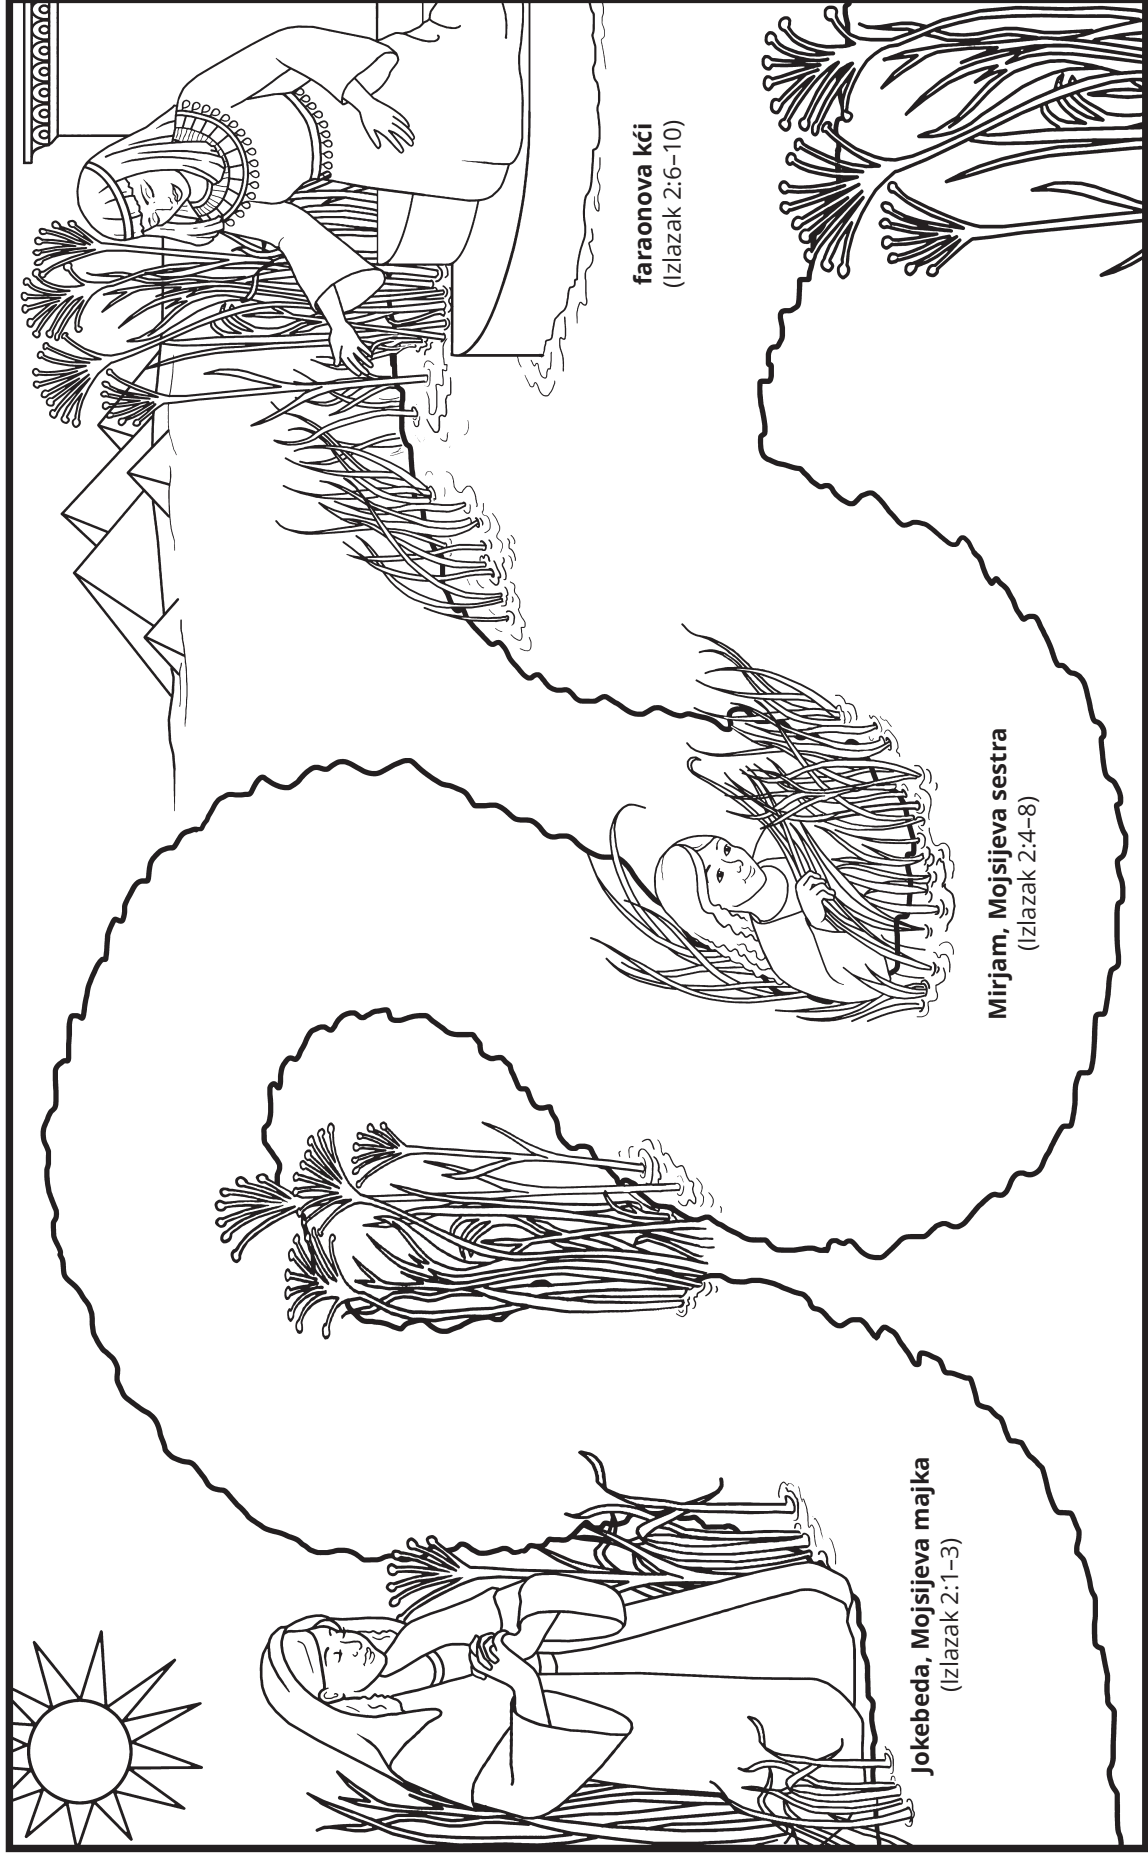 Jokebeda, Mojsijeva majka
(Izlazak 2:1–3)
Mirjam, Mojsijeva sestra
(Izlazak 2:4–8)
faraonova kći
(Izlazak 2:6–10)